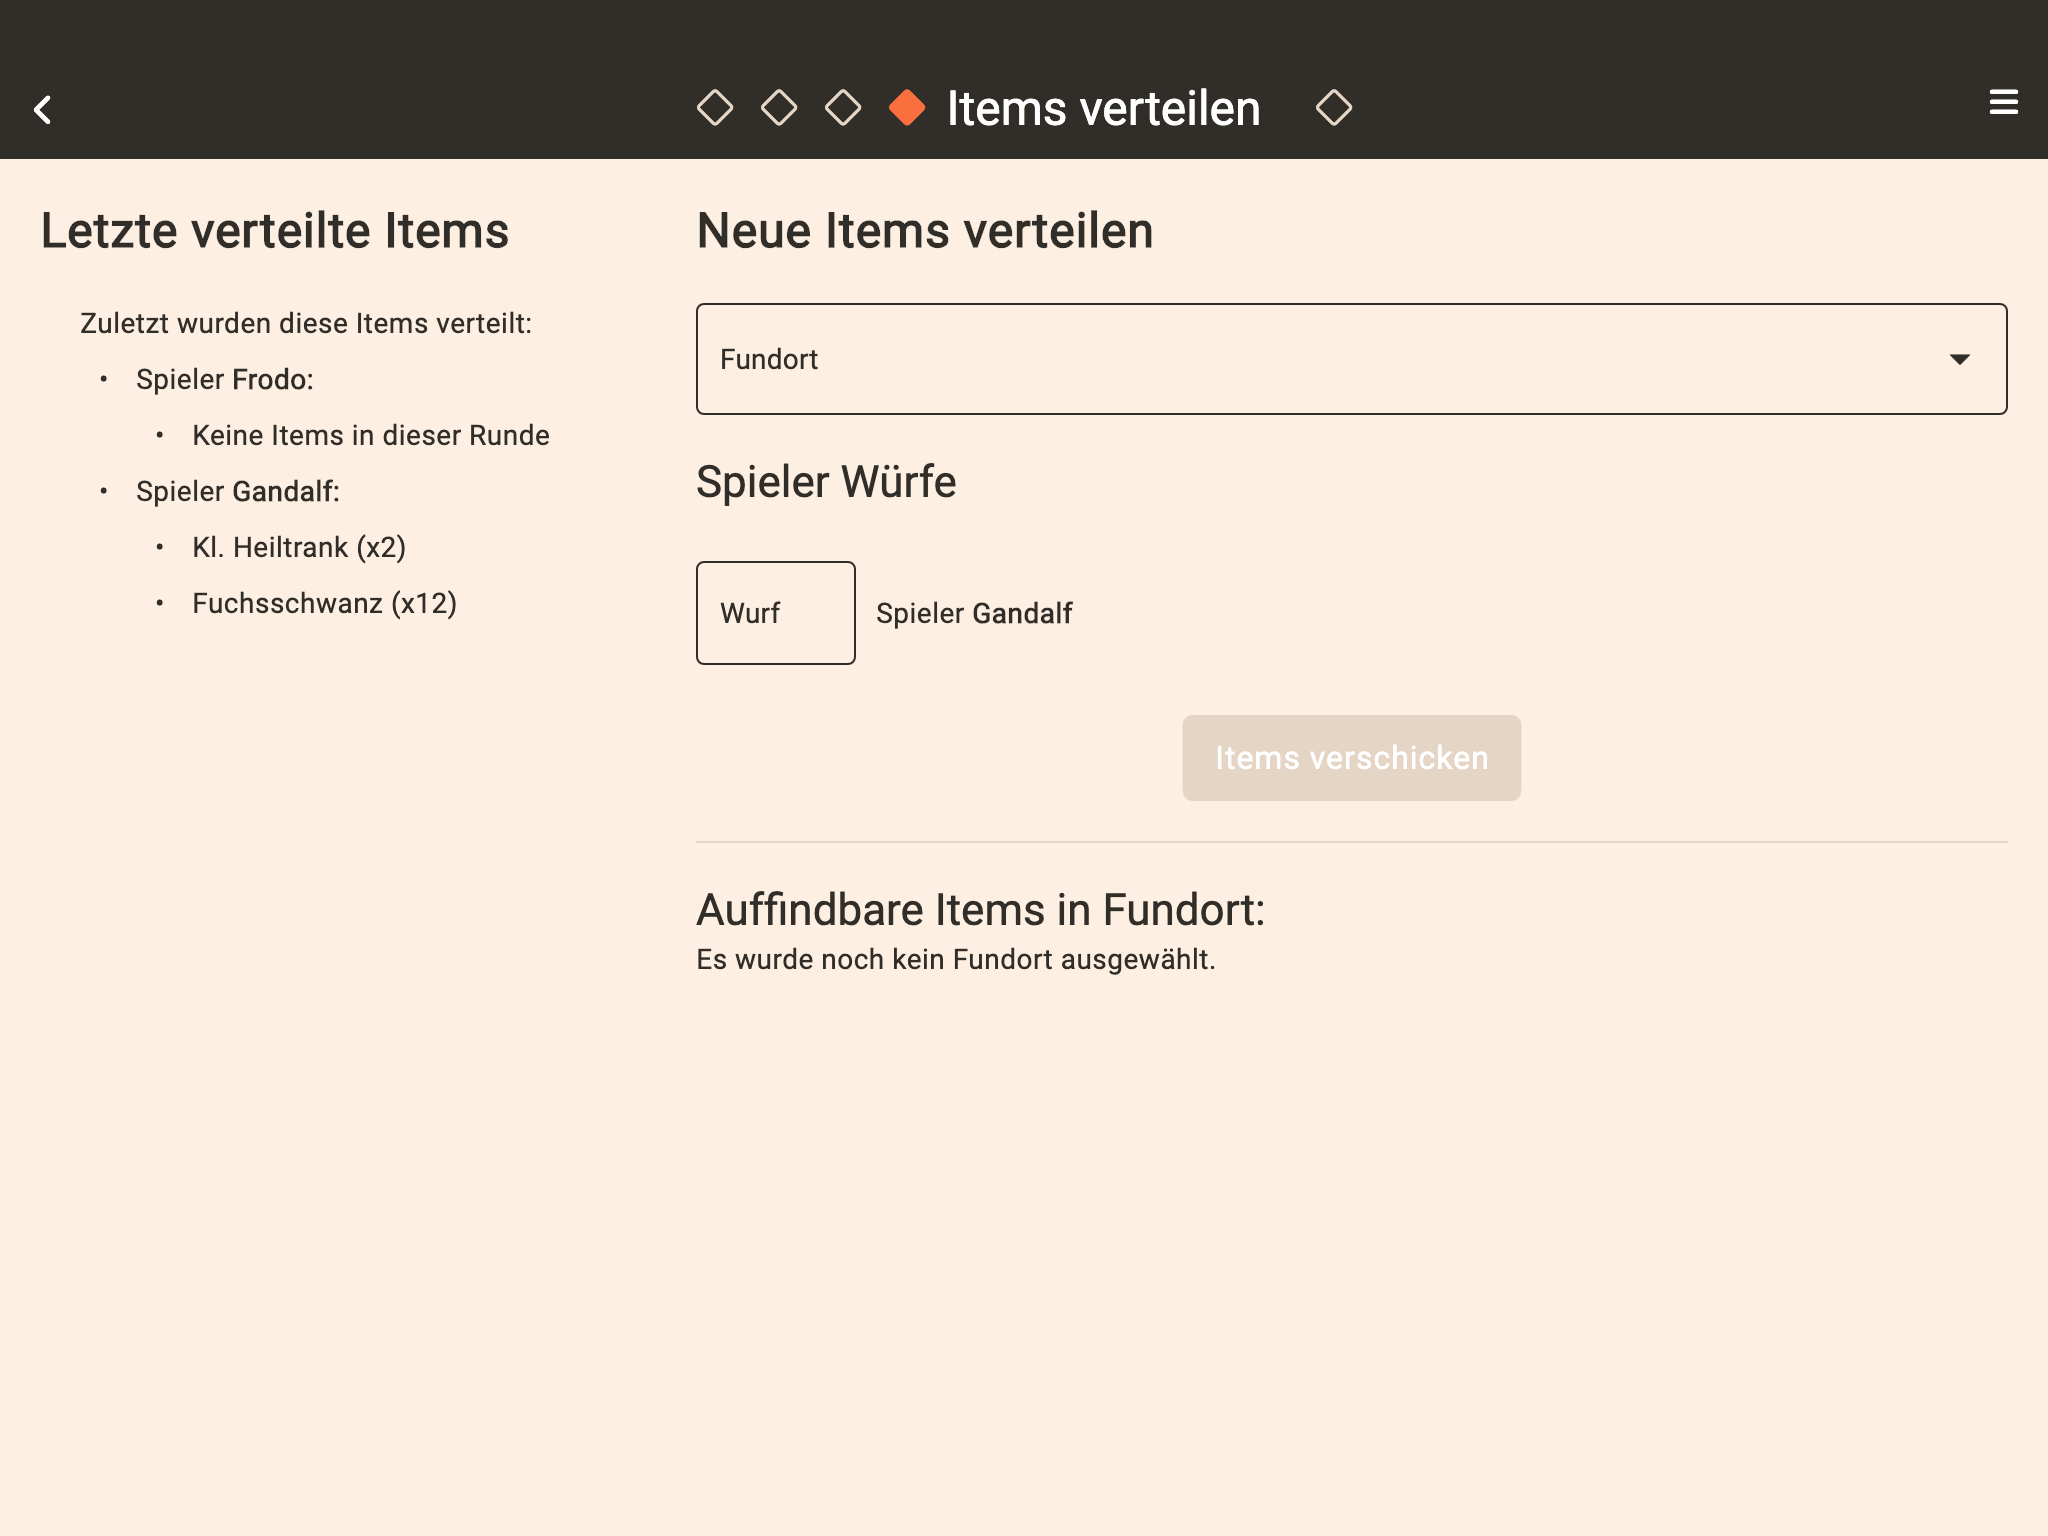 Items verteilen
Letzte verteilte Items
Zuletzt wurden diese Items verteilt:
• Spieler Frodo:
• Keine Items in dieser Runde
• Spieler Gandalf:
• Kl. Heiltrank (x2)
• Fuchsschwanz (x12)
Neue Items verteilen
Fundort
Spieler Würfe
Wurf Spieler Gandalf
Items verschicken
Auffindbare Items in Fundort:
Es wurde noch kein Fundort ausgewählt.